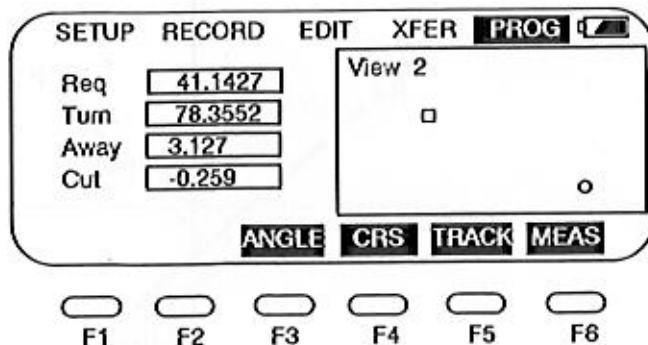 SETUP RECORD EDIT XFER PROG
Req 41.1427
Turn 78.3552
Away 3.127
Cut -0.259
View 2
ANGLE CRS TRACK MEAS
F1 F2 F3 F4 F5 F6